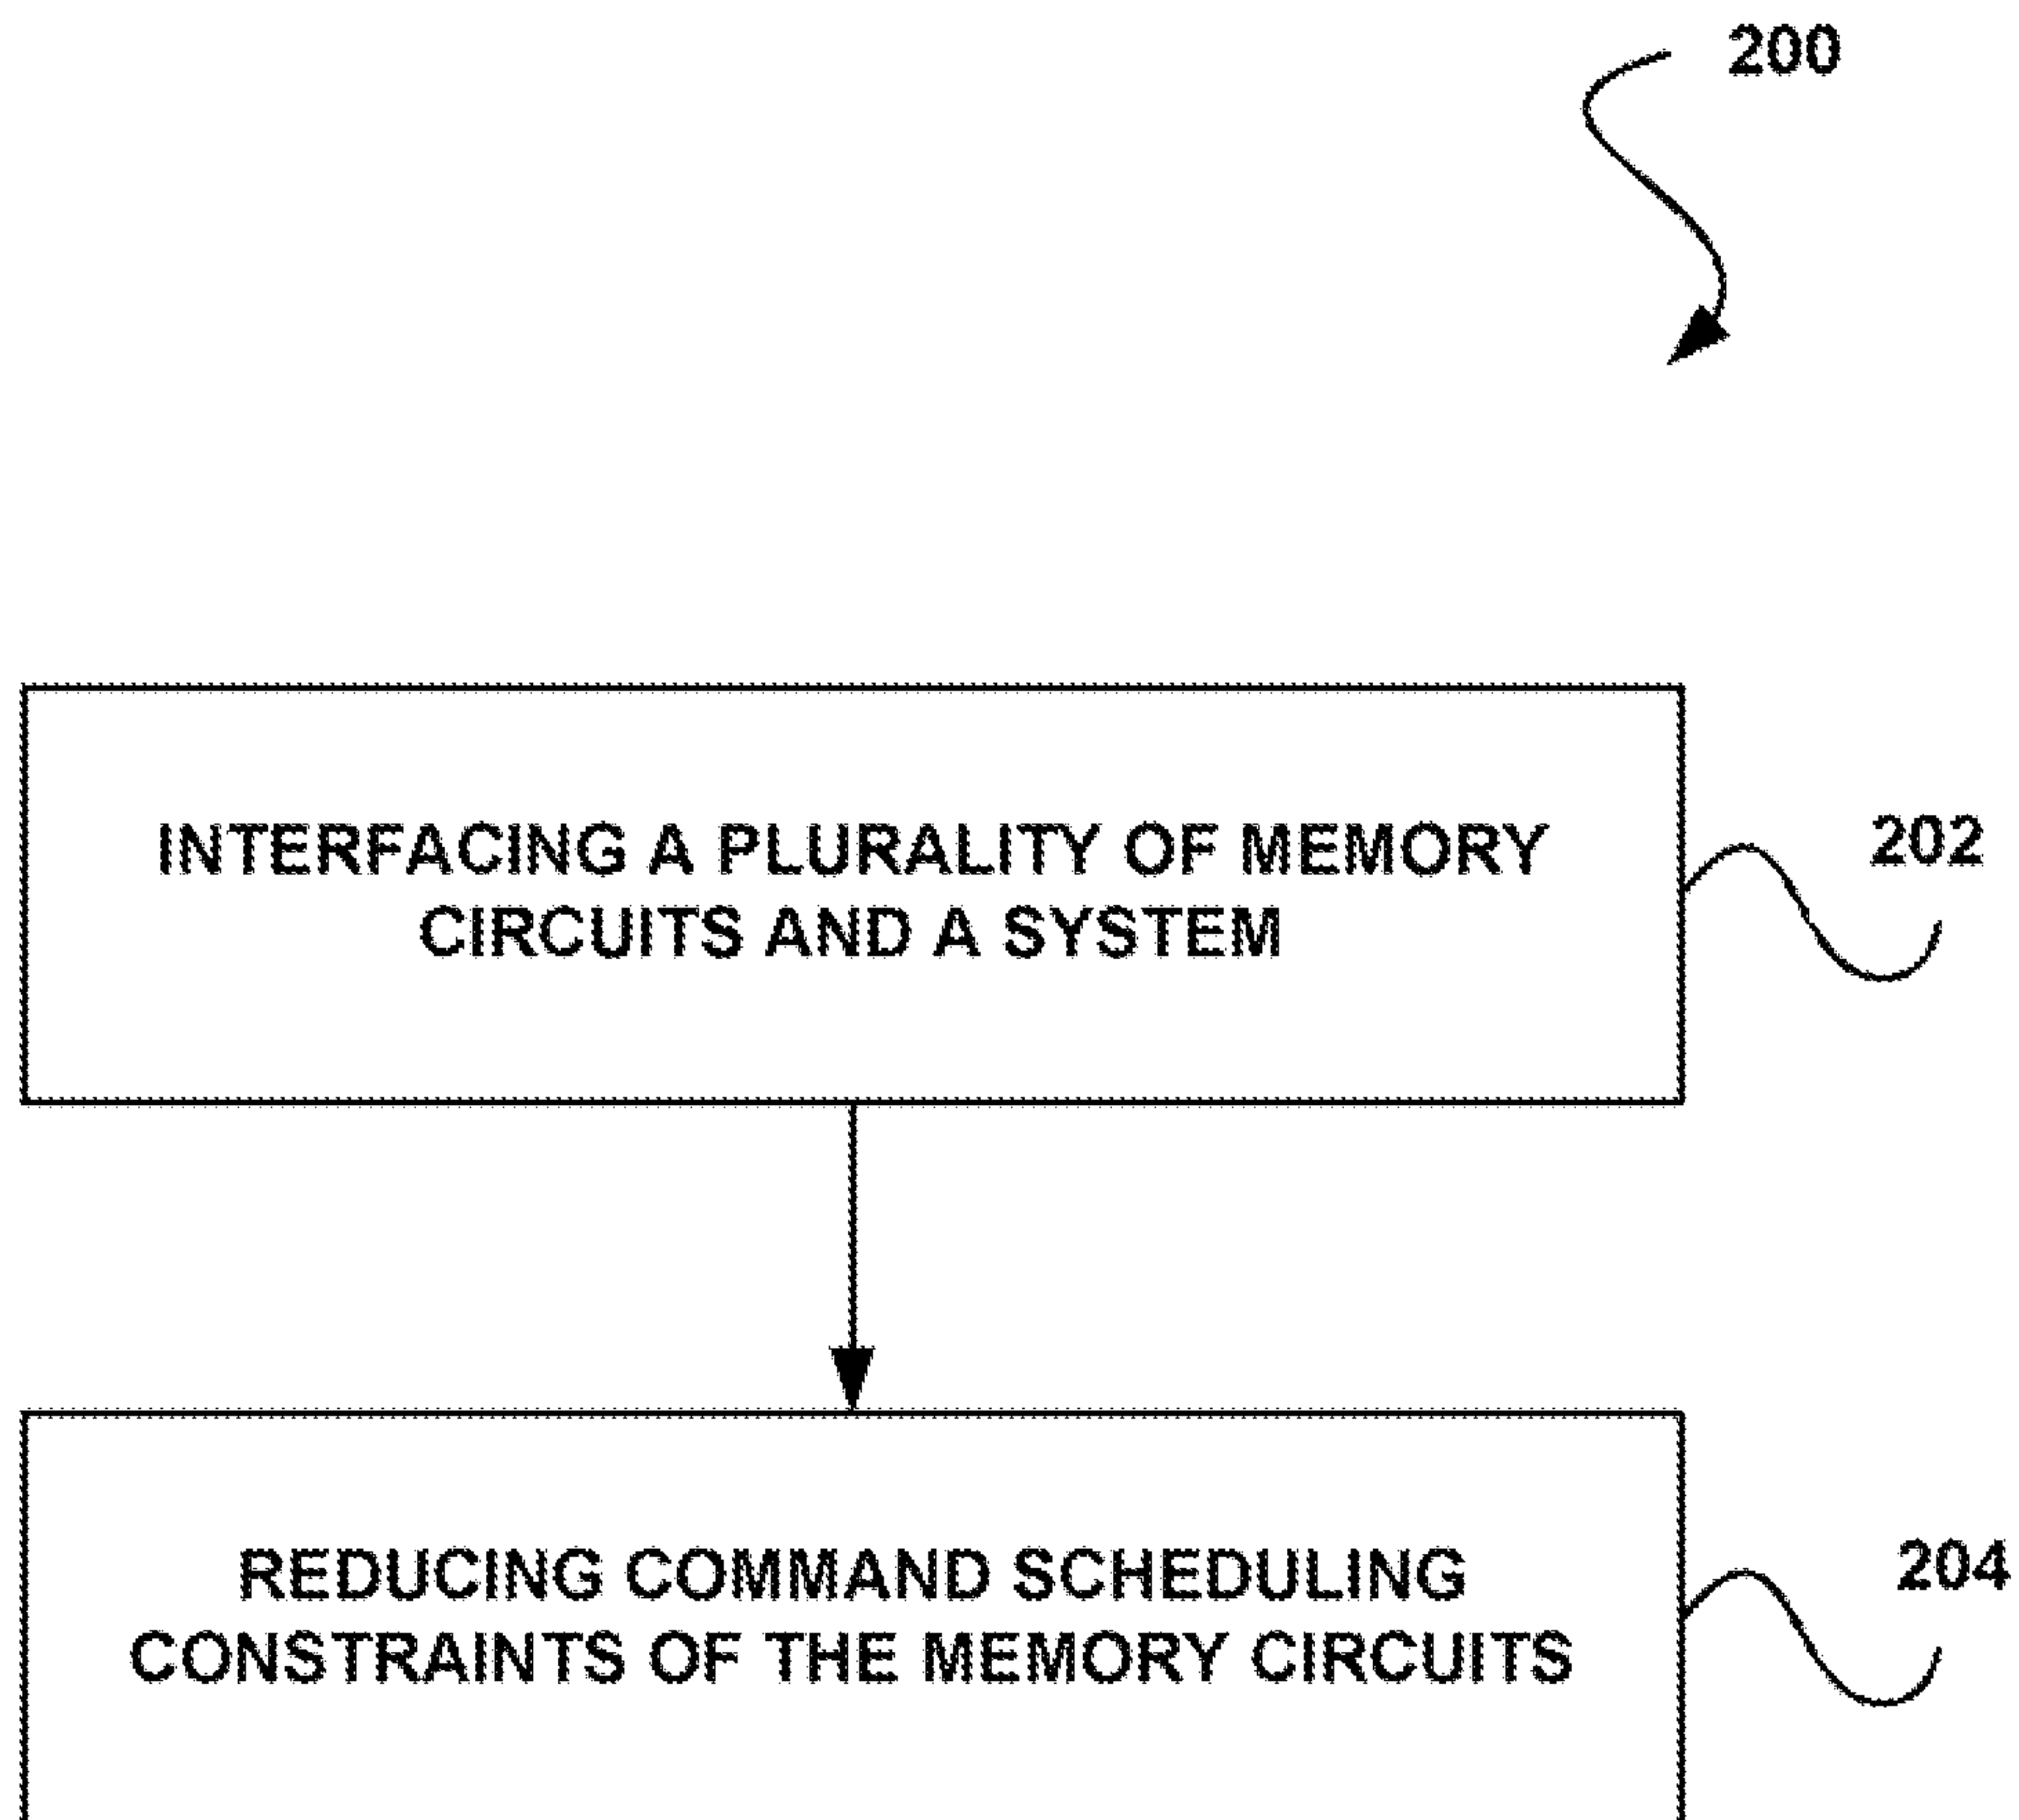 200
INTERFACING A PLURALITY OF MEMORY
CIRCUITS AND A SYSTEM
202
REDUCING COMMAND SCHEDULING
CONSTRAINTS OF THE MEMORY CIRCUITS
204